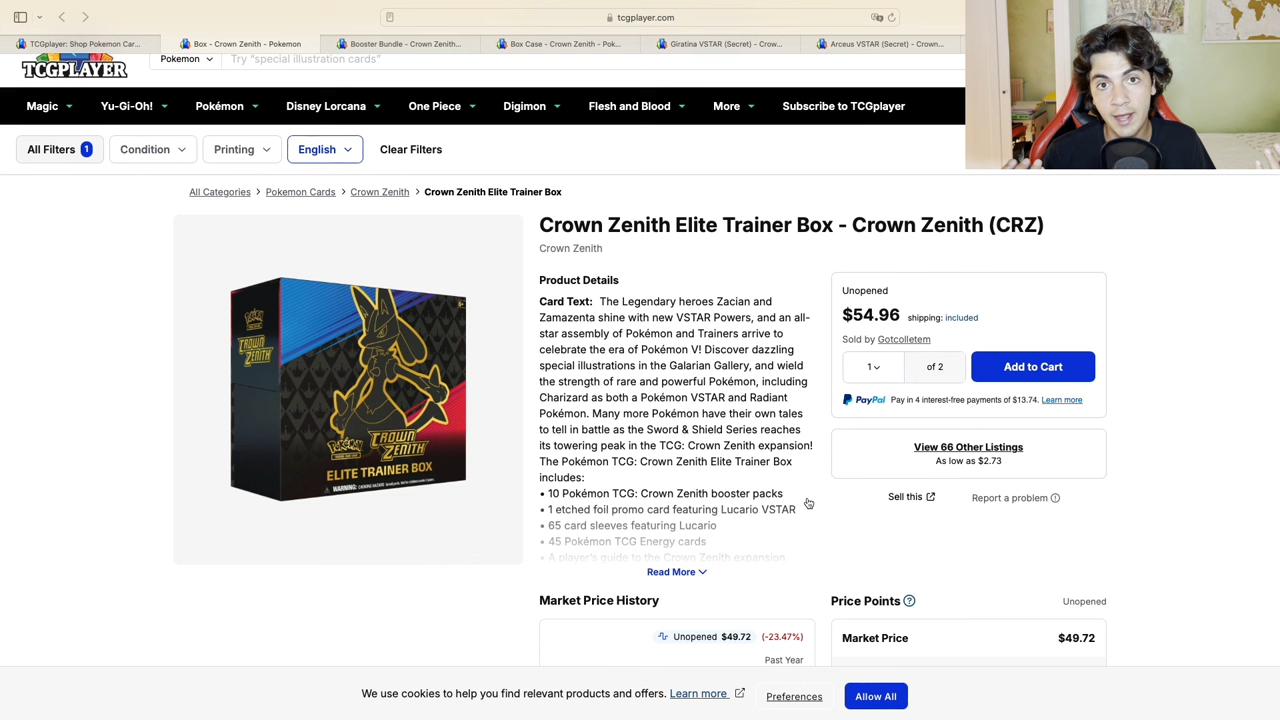 tcgplayer.com
TCGplayer: Shop Pokemon Car...
Box - Crown Zenith - Pokemon
Booster Bundle - Crown Zenith...
Box Case - Crown Zenith - Pok...
Giratina VSTAR (Secret) - Crow...
Arceus VSTAR (Secret) - Crown...
TCGPLAYER
Pokemon
Try "special illustration cards"
Magic
Yu-Gi-Oh!
Pokémon
Disney Lorcana
One Piece
Digimon
Flesh and Blood
More
Subscribe to TCGplayer
All Filters 1
Condition
Printing
English
Clear Filters
All Categories > Pokemon Cards > Crown Zenith > Crown Zenith Elite Trainer Box
CROWN
ZENITH
Pokémon
CROWN
ZENITH
ELITE TRAINER BOX
Crown Zenith Elite Trainer Box - Crown Zenith (CRZ)
Crown Zenith
Product Details
Card Text: The Legendary heroes Zacian and
Zamazenta shine with new VSTAR Powers, and an all-
star assembly of Pokémon and Trainers arrive to
celebrate the era of Pokémon V! Discover dazzling
special illustrations in the Galarian Gallery, and wield
the strength of rare and powerful Pokémon, including
Charizard as both a Pokémon VSTAR and Radiant
Pokémon. Many more Pokémon have their own tales
to tell in battle as the Sword & Shield Series reaches
its towering peak in the TCG: Crown Zenith expansion!
The Pokémon TCG: Crown Zenith Elite Trainer Box
includes:
• 10 Pokémon TCG: Crown Zenith booster packs
• 1 etched foil promo card featuring Lucario VSTAR
• 65 card sleeves featuring Lucario
• 45 Pokémon TCG Energy cards
• A player's guide to the Crown Zenith expansion
Read More
Unopened
$54.96 shipping: included
Sold by Gotcolletem
1 of 2
Add to Cart
PayPal Pay in 4 interest-free payments of $13.74. Learn more
View 66 Other Listings
As low as $2.73
Sell this
Report a problem
Market Price History
Unopened $49.72 (-23.47%)
Past Year
Price Points
Unopened
Market Price
$49.72
We use cookies to help you find relevant products and offers. Learn more
Preferences
Allow All